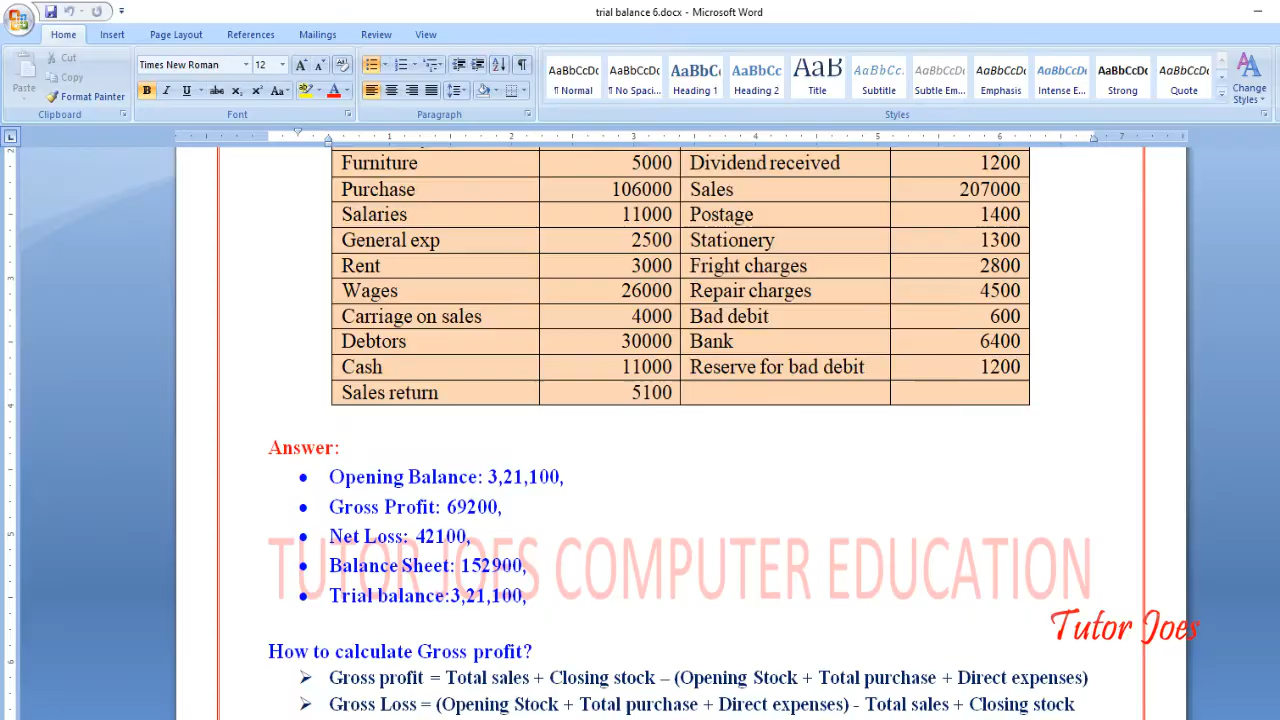 trial balance 6.docx - Microsoft Word
Home Insert Page Layout References Mailings Review View
Paste
Cut
Copy
Format Painter
Clipboard
Times New Roman 12
Font
Paragraph
AaBbCcDc AaBbCcDc AaBbCc AaBbCc AaB AaBbCc. AaBbCcDc AaBbCcDc AaBbCcDc AaBbCcDc AaBbCcDc
¶ Normal ¶ No Spaci... Heading 1 Heading 2 Title Subtitle Subtle Em... Emphasis Intense E... Strong Quote
Change Styles
Styles
1 2 3 4 5 6 7
Furniture 5000 Dividend received 1200
Purchase 106000 Sales 207000
Salaries 11000 Postage 1400
General exp 2500 Stationery 1300
Rent 3000 Fright charges 2800
Wages 26000 Repair charges 4500
Carriage on sales 4000 Bad debit 600
Debtors 30000 Bank 6400
Cash 11000 Reserve for bad debit 1200
Sales return 5100
Answer:
• Opening Balance: 3,21,100,
• Gross Profit: 69200,
• Net Loss: 42100,
• Balance Sheet: 152900,
• Trial balance:3,21,100,
TUTOR JOES COMPUTER EDUCATION
Tutor Joes
How to calculate Gross profit?
➢ Gross profit = Total sales + Closing stock – (Opening Stock + Total purchase + Direct expenses)
➢ Gross Loss = (Opening Stock + Total purchase + Direct expenses) - Total sales + Closing stock